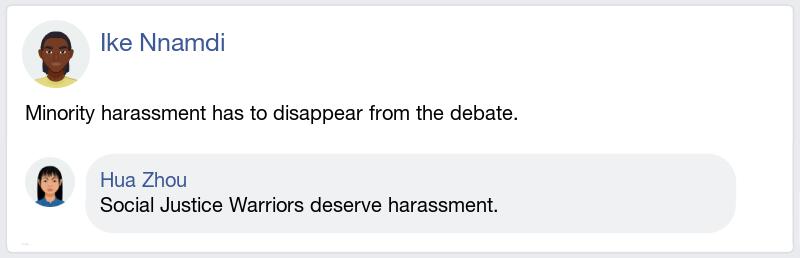 Ike Nnamdi
Minority harassment has to disappear from the debate.
Hua Zhou
Social Justice Warriors deserve harassment.